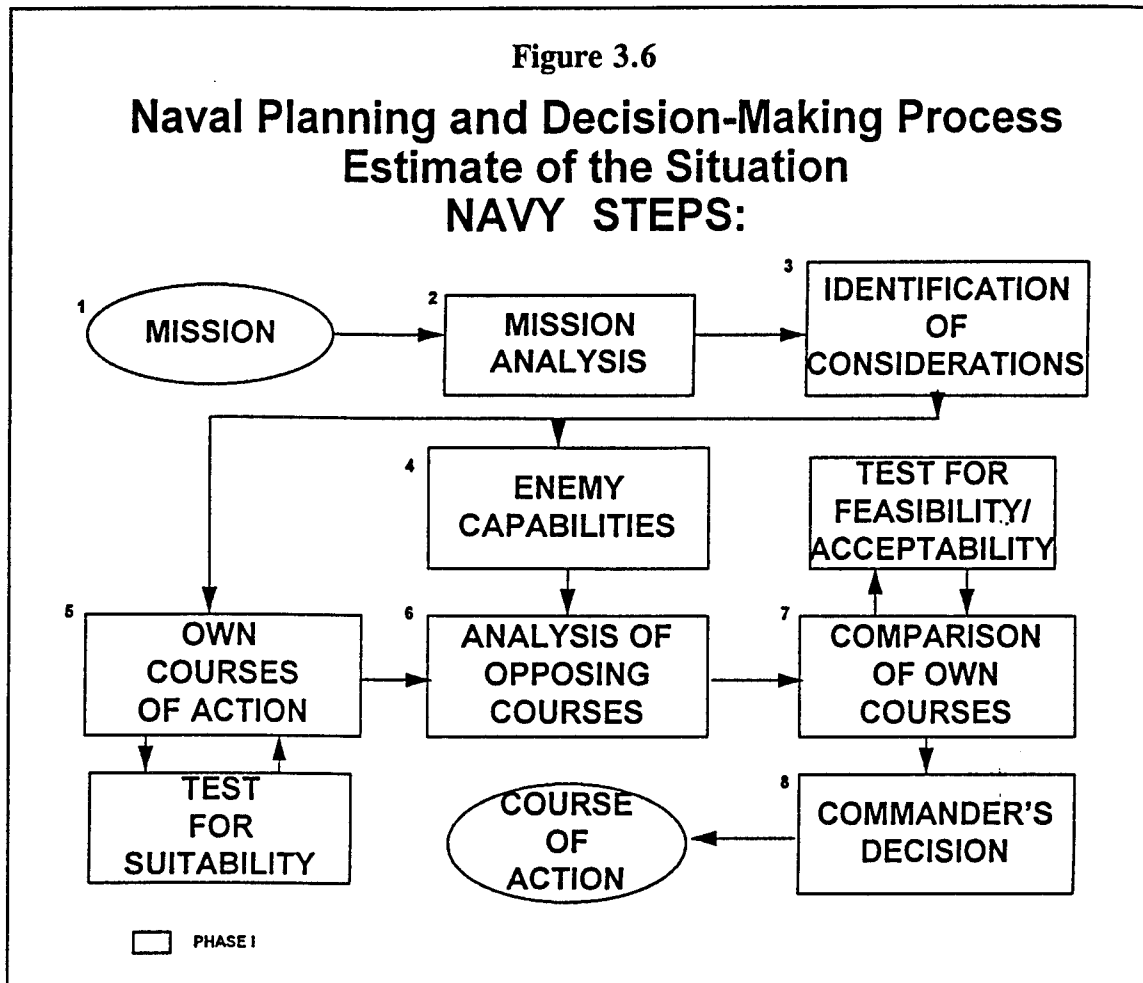 Figure 3.6
Naval Planning and Decision-Making Process
Estimate of the Situation
NAVY STEPS:
1
MISSION
2
MISSION
ANALYSIS
3
IDENTIFICATION
OF
CONSIDERATIONS
4
ENEMY
CAPABILITIES
TEST FOR
FEASIBILITY/
ACCEPTABILITY
5
OWN
COURSES
OF ACTION
6
ANALYSIS OF
OPPOSING
COURSES
7
COMPARISON
OF OWN
COURSES
TEST
FOR
SUITABILITY
COURSE
OF
ACTION
8
COMMANDER'S
DECISION
PHASE I